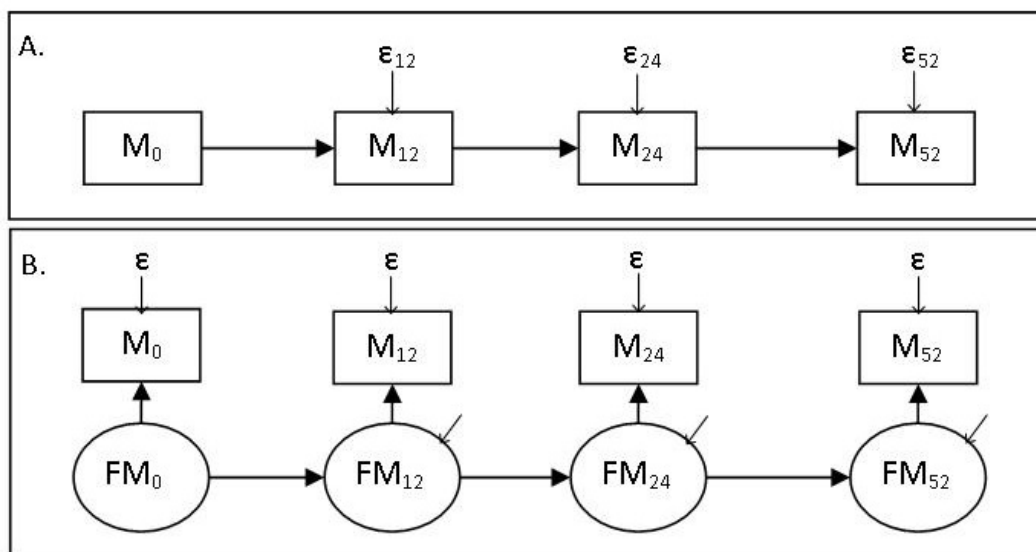 A.
ε₁₂ ε₂₄ ε₅₂
M₀ M₁₂ M₂₄ M₅₂
B.
ε ε ε ε
M₀ M₁₂ M₂₄ M₅₂
FM₀ FM₁₂ FM₂₄ FM₅₂